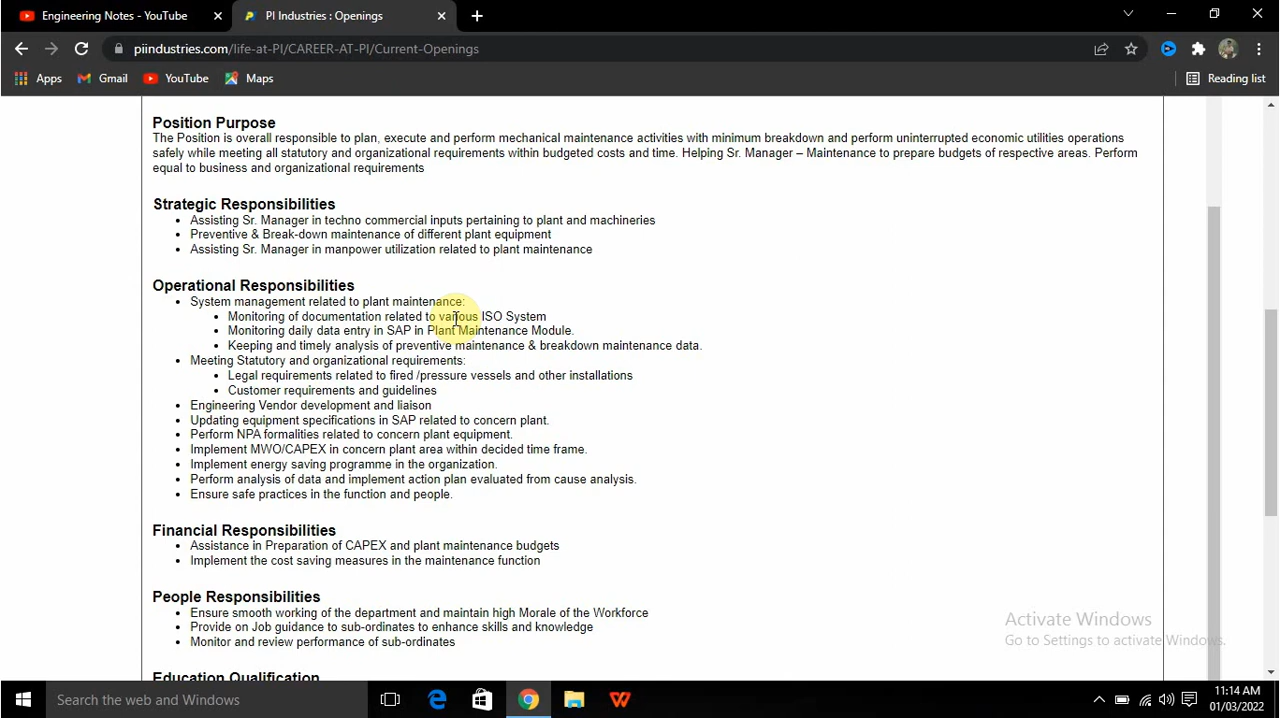 Engineering Notes - YouTube
PI Industries : Openings
piindustries.com/life-at-PI/CAREER-AT-PI/Current-Openings
Apps Gmail YouTube Maps Reading list
Position Purpose
The Position is overall responsible to plan, execute and perform mechanical maintenance activities with minimum breakdown and perform uninterrupted economic utilities operations
safely while meeting all statutory and organizational requirements within budgeted costs and time. Helping Sr. Manager – Maintenance to prepare budgets of respective areas. Perform
equal to business and organizational requirements
Strategic Responsibilities
• Assisting Sr. Manager in techno commercial inputs pertaining to plant and machineries
• Preventive & Break-down maintenance of different plant equipment
• Assisting Sr. Manager in manpower utilization related to plant maintenance
Operational Responsibilities
• System management related to plant maintenance:
• Monitoring of documentation related to various ISO System
• Monitoring daily data entry in SAP in Plant Maintenance Module.
• Keeping and timely analysis of preventive maintenance & breakdown maintenance data.
• Meeting Statutory and organizational requirements:
• Legal requirements related to fired /pressure vessels and other installations
• Customer requirements and guidelines
• Engineering Vendor development and liaison
• Updating equipment specifications in SAP related to concern plant.
• Perform NPA formalities related to concern plant equipment.
• Implement MWO/CAPEX in concern plant area within decided time frame.
• Implement energy saving programme in the organization.
• Perform analysis of data and implement action plan evaluated from cause analysis.
• Ensure safe practices in the function and people.
Financial Responsibilities
• Assistance in Preparation of CAPEX and plant maintenance budgets
• Implement the cost saving measures in the maintenance function
People Responsibilities
• Ensure smooth working of the department and maintain high Morale of the Workforce
• Provide on Job guidance to sub-ordinates to enhance skills and knowledge
• Monitor and review performance of sub-ordinates
Education Qualification
Activate Windows
Go to Settings to activate Windows.
Search the web and Windows
11:14 AM
01/03/2022